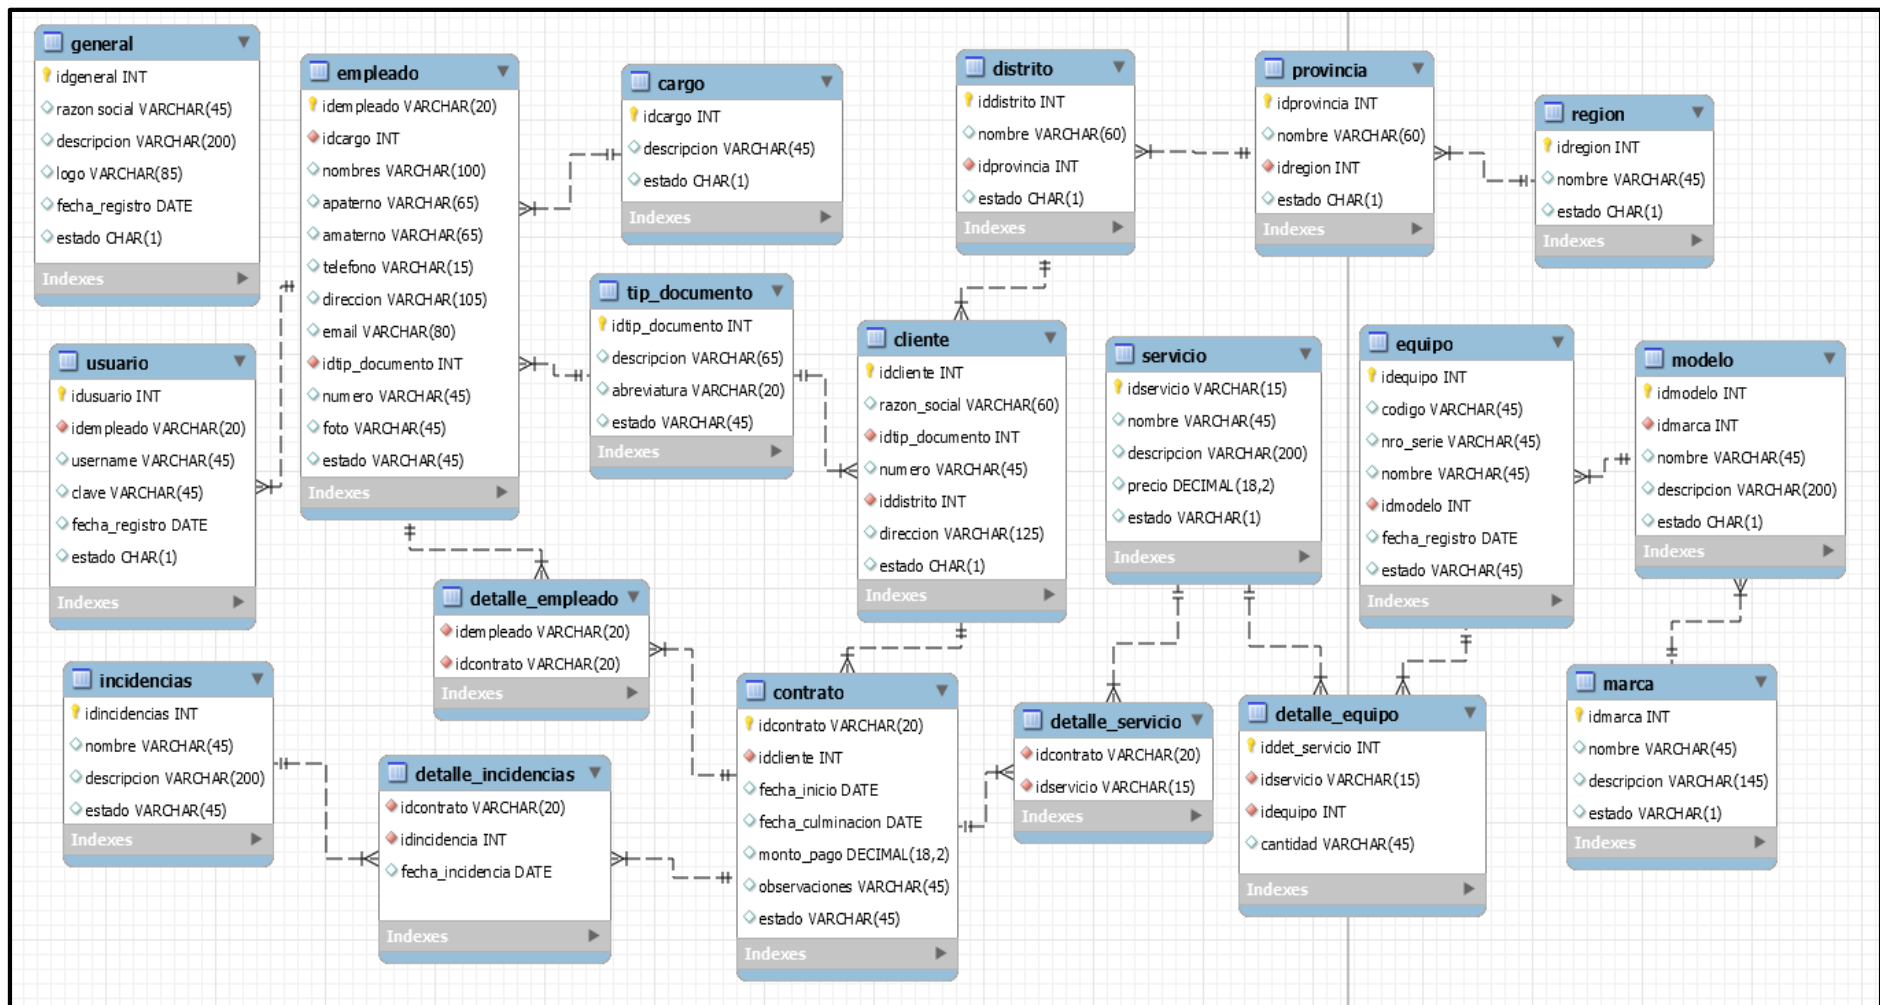 general
idgeneral INT
razon social VARCHAR(45)
descripcion VARCHAR(200)
logo VARCHAR(85)
fecha_registro DATE
estado CHAR(1)
Indexes
empleado
idempleado VARCHAR(20)
idcargo INT
nombres VARCHAR(100)
apaterno VARCHAR(65)
amaterno VARCHAR(65)
telefono VARCHAR(15)
direccion VARCHAR(105)
email VARCHAR(80)
idtip_documento INT
numero VARCHAR(45)
foto VARCHAR(45)
estado VARCHAR(45)
Indexes
cargo
idcargo INT
descripcion VARCHAR(45)
estado CHAR(1)
Indexes
distrito
iddistrito INT
nombre VARCHAR(60)
idprovincia INT
estado CHAR(1)
Indexes
provincia
idprovincia INT
nombre VARCHAR(60)
idregion INT
estado CHAR(1)
Indexes
region
idregion INT
nombre VARCHAR(45)
estado CHAR(1)
Indexes
usuario
idusuario INT
idempleado VARCHAR(20)
username VARCHAR(45)
clave VARCHAR(45)
fecha_registro DATE
estado CHAR(1)
Indexes
tip_documento
idtip_documento INT
descripcion VARCHAR(65)
abreviatura VARCHAR(20)
estado VARCHAR(45)
Indexes
cliente
idcliente INT
razon_social VARCHAR(60)
idtip_documento INT
numero VARCHAR(45)
iddistrito INT
direccion VARCHAR(125)
estado CHAR(1)
Indexes
servicio
idservicio VARCHAR(15)
nombre VARCHAR(45)
descripcion VARCHAR(200)
precio DECIMAL(18,2)
estado VARCHAR(1)
Indexes
equipo
idequipo INT
codigo VARCHAR(45)
nro_serie VARCHAR(45)
nombre VARCHAR(45)
idmodelo INT
fecha_registro DATE
estado VARCHAR(45)
Indexes
modelo
idmodelo INT
idmarca INT
nombre VARCHAR(45)
descripcion VARCHAR(200)
estado CHAR(1)
Indexes
detalle_empleado
idempleado VARCHAR(20)
idcontrato VARCHAR(20)
Indexes
incidencias
idincidencias INT
nombre VARCHAR(45)
descripcion VARCHAR(200)
estado VARCHAR(45)
Indexes
detalle_incidencias
idcontrato VARCHAR(20)
idincidencia INT
fecha_incidencia DATE
Indexes
contrato
idcontrato VARCHAR(20)
idcliente INT
fecha_inicio DATE
fecha_culminacion DATE
monto_pago DECIMAL(18,2)
observaciones VARCHAR(45)
estado VARCHAR(45)
Indexes
detalle_servicio
idcontrato VARCHAR(20)
idservicio VARCHAR(15)
Indexes
detalle_equipo
iddet_servicio INT
idservicio VARCHAR(15)
idequipo INT
cantidad VARCHAR(45)
Indexes
marca
idmarca INT
nombre VARCHAR(45)
descripcion VARCHAR(145)
estado VARCHAR(1)
Indexes